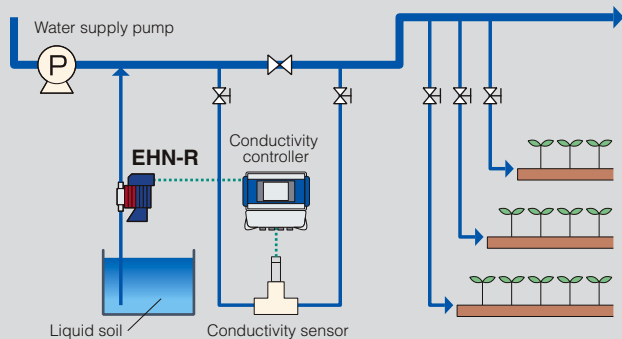 Water supply pump
P
EHN-R
Conductivity
controller
Liquid soil
Conductivity sensor